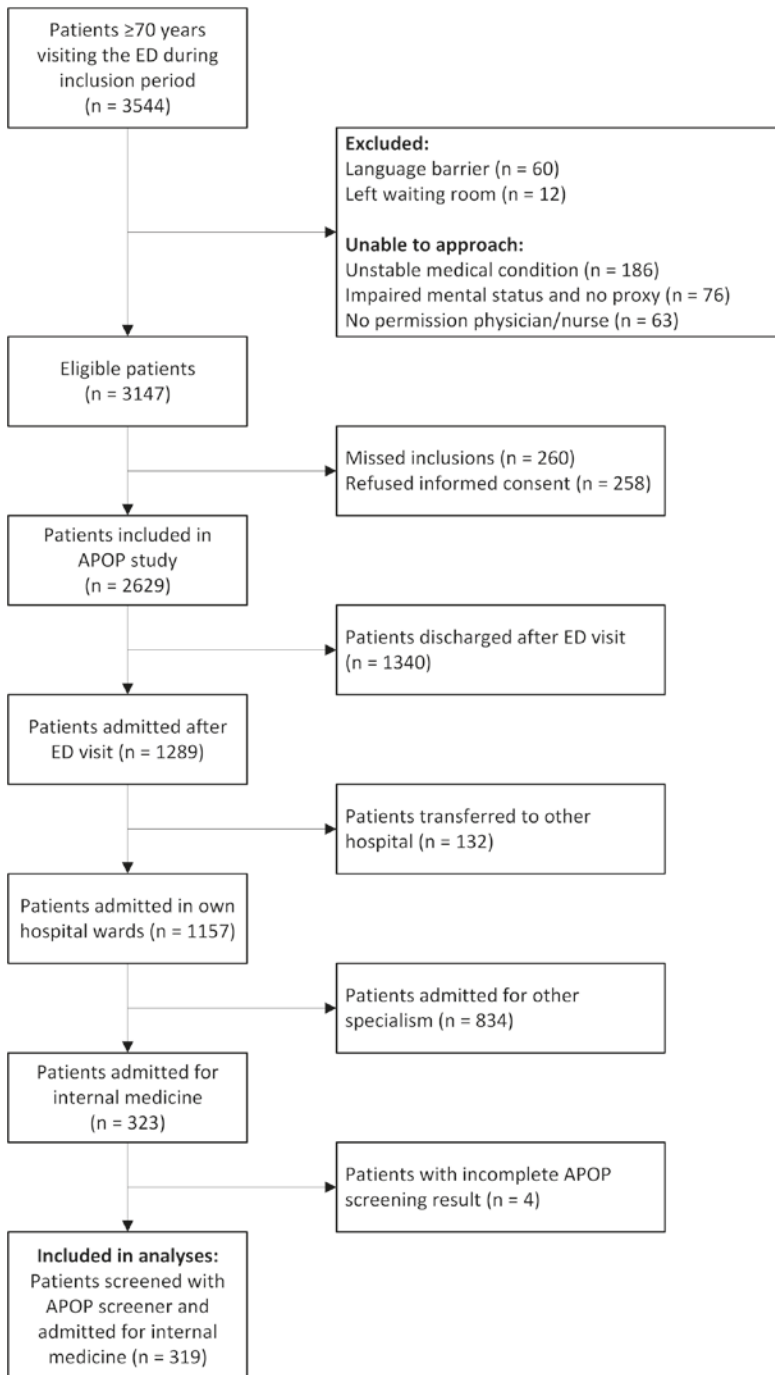 Patients ≥70 years
visiting the ED during
inclusion period
(n = 3544)
Excluded:
Language barrier (n = 60)
Left waiting room (n = 12)
Unable to approach:
Unstable medical condition (n = 186)
Impaired mental status and no proxy (n = 76)
No permission physician/nurse (n = 63)
Eligible patients
(n = 3147)
Missed inclusions (n = 260)
Refused informed consent (n = 258)
Patients included in
APOP study
(n = 2629)
Patients discharged after ED visit
(n = 1340)
Patients admitted after
ED visit (n = 1289)
Patients transferred to other
hospital (n = 132)
Patients admitted in own
hospital wards (n = 1157)
Patients admitted for other
specialism (n = 834)
Patients admitted for
internal medicine
(n = 323)
Patients with incomplete APOP
screening result (n = 4)
Included in analyses:
Patients screened with
APOP screener and
admitted for internal
medicine (n = 319)